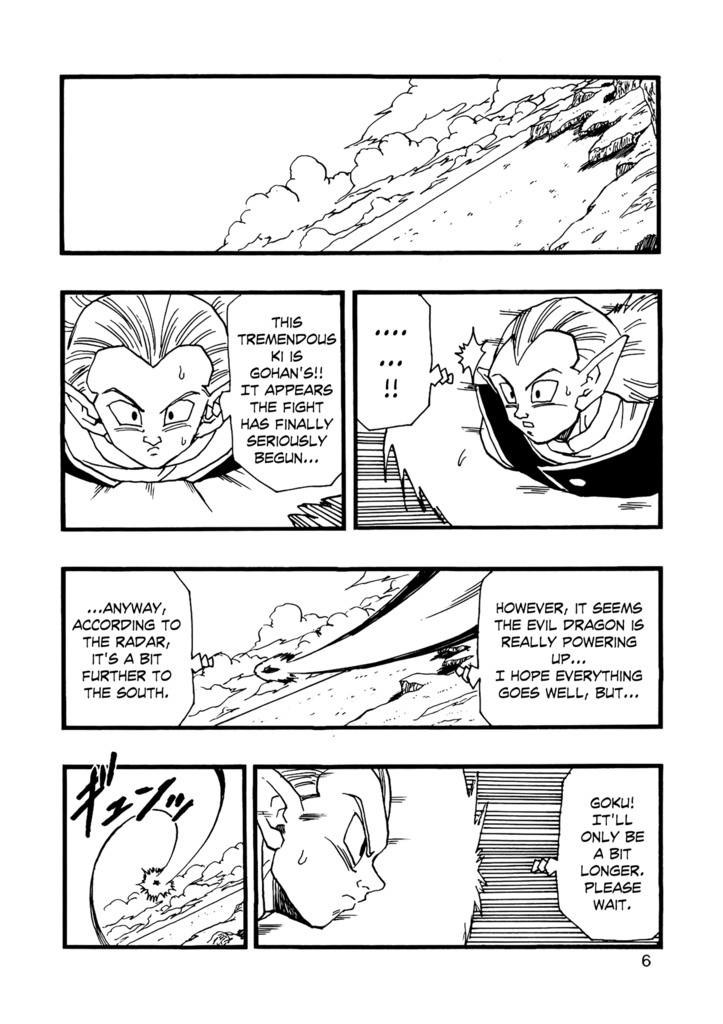 ....
...
!!
THIS
TREMENDOUS
KI IS
GOHAN'S!!
IT APPEARS
THE FIGHT
HAS FINALLY
SERIOUSLY
BEGUN...
HOWEVER, IT SEEMS
THE EVIL DRAGON IS
REALLY POWERING
UP...
I HOPE EVERYTHING
GOES WELL, BUT...
...ANYWAY,
ACCORDING TO
THE RADAR,
IT'S A BIT
FURTHER TO
THE SOUTH.
GOKU!
IT'LL
ONLY BE
A BIT
LONGER.
PLEASE
WAIT.
ギューンッ
6